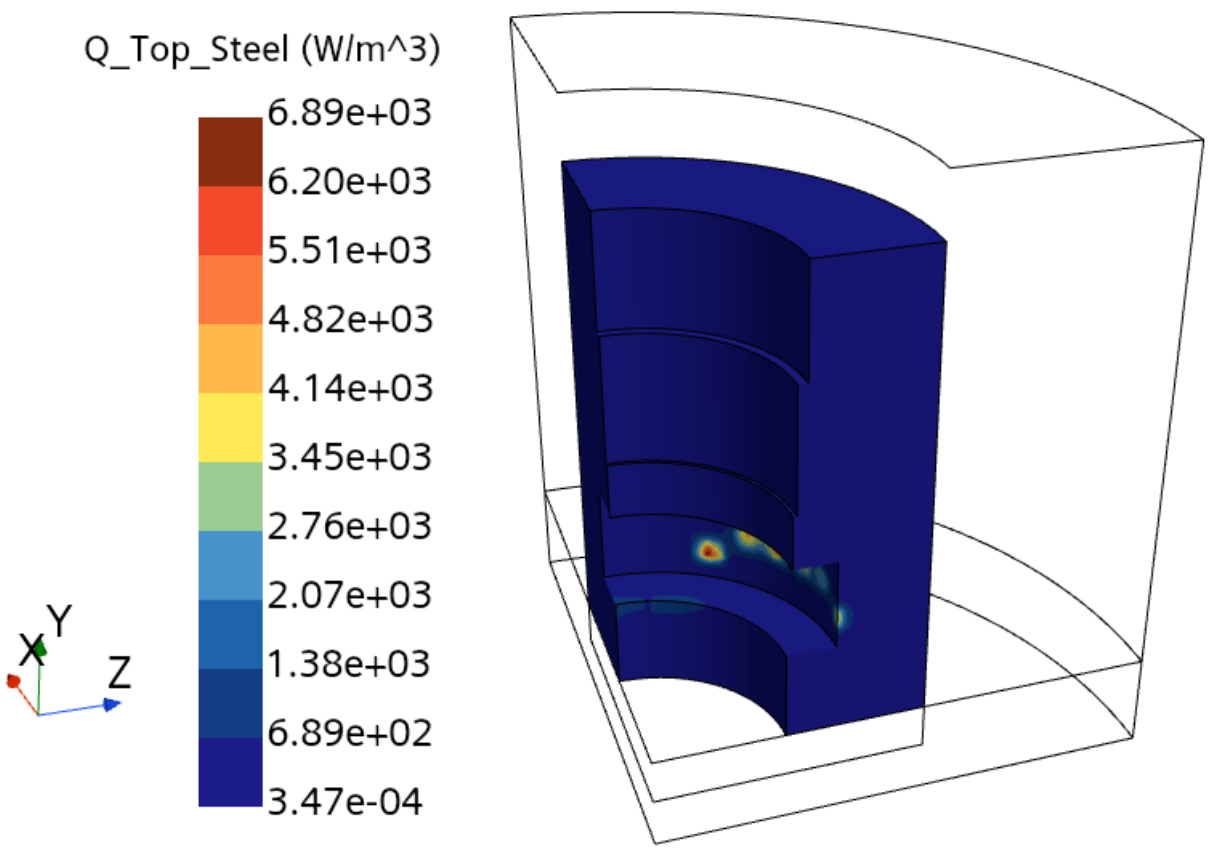 Q_Top_Steel (W/m^3)
6.89e+03
6.20e+03
5.51e+03
4.82e+03
4.14e+03
3.45e+03
2.76e+03
2.07e+03
1.38e+03
6.89e+02
3.47e-04
Y
X
Z